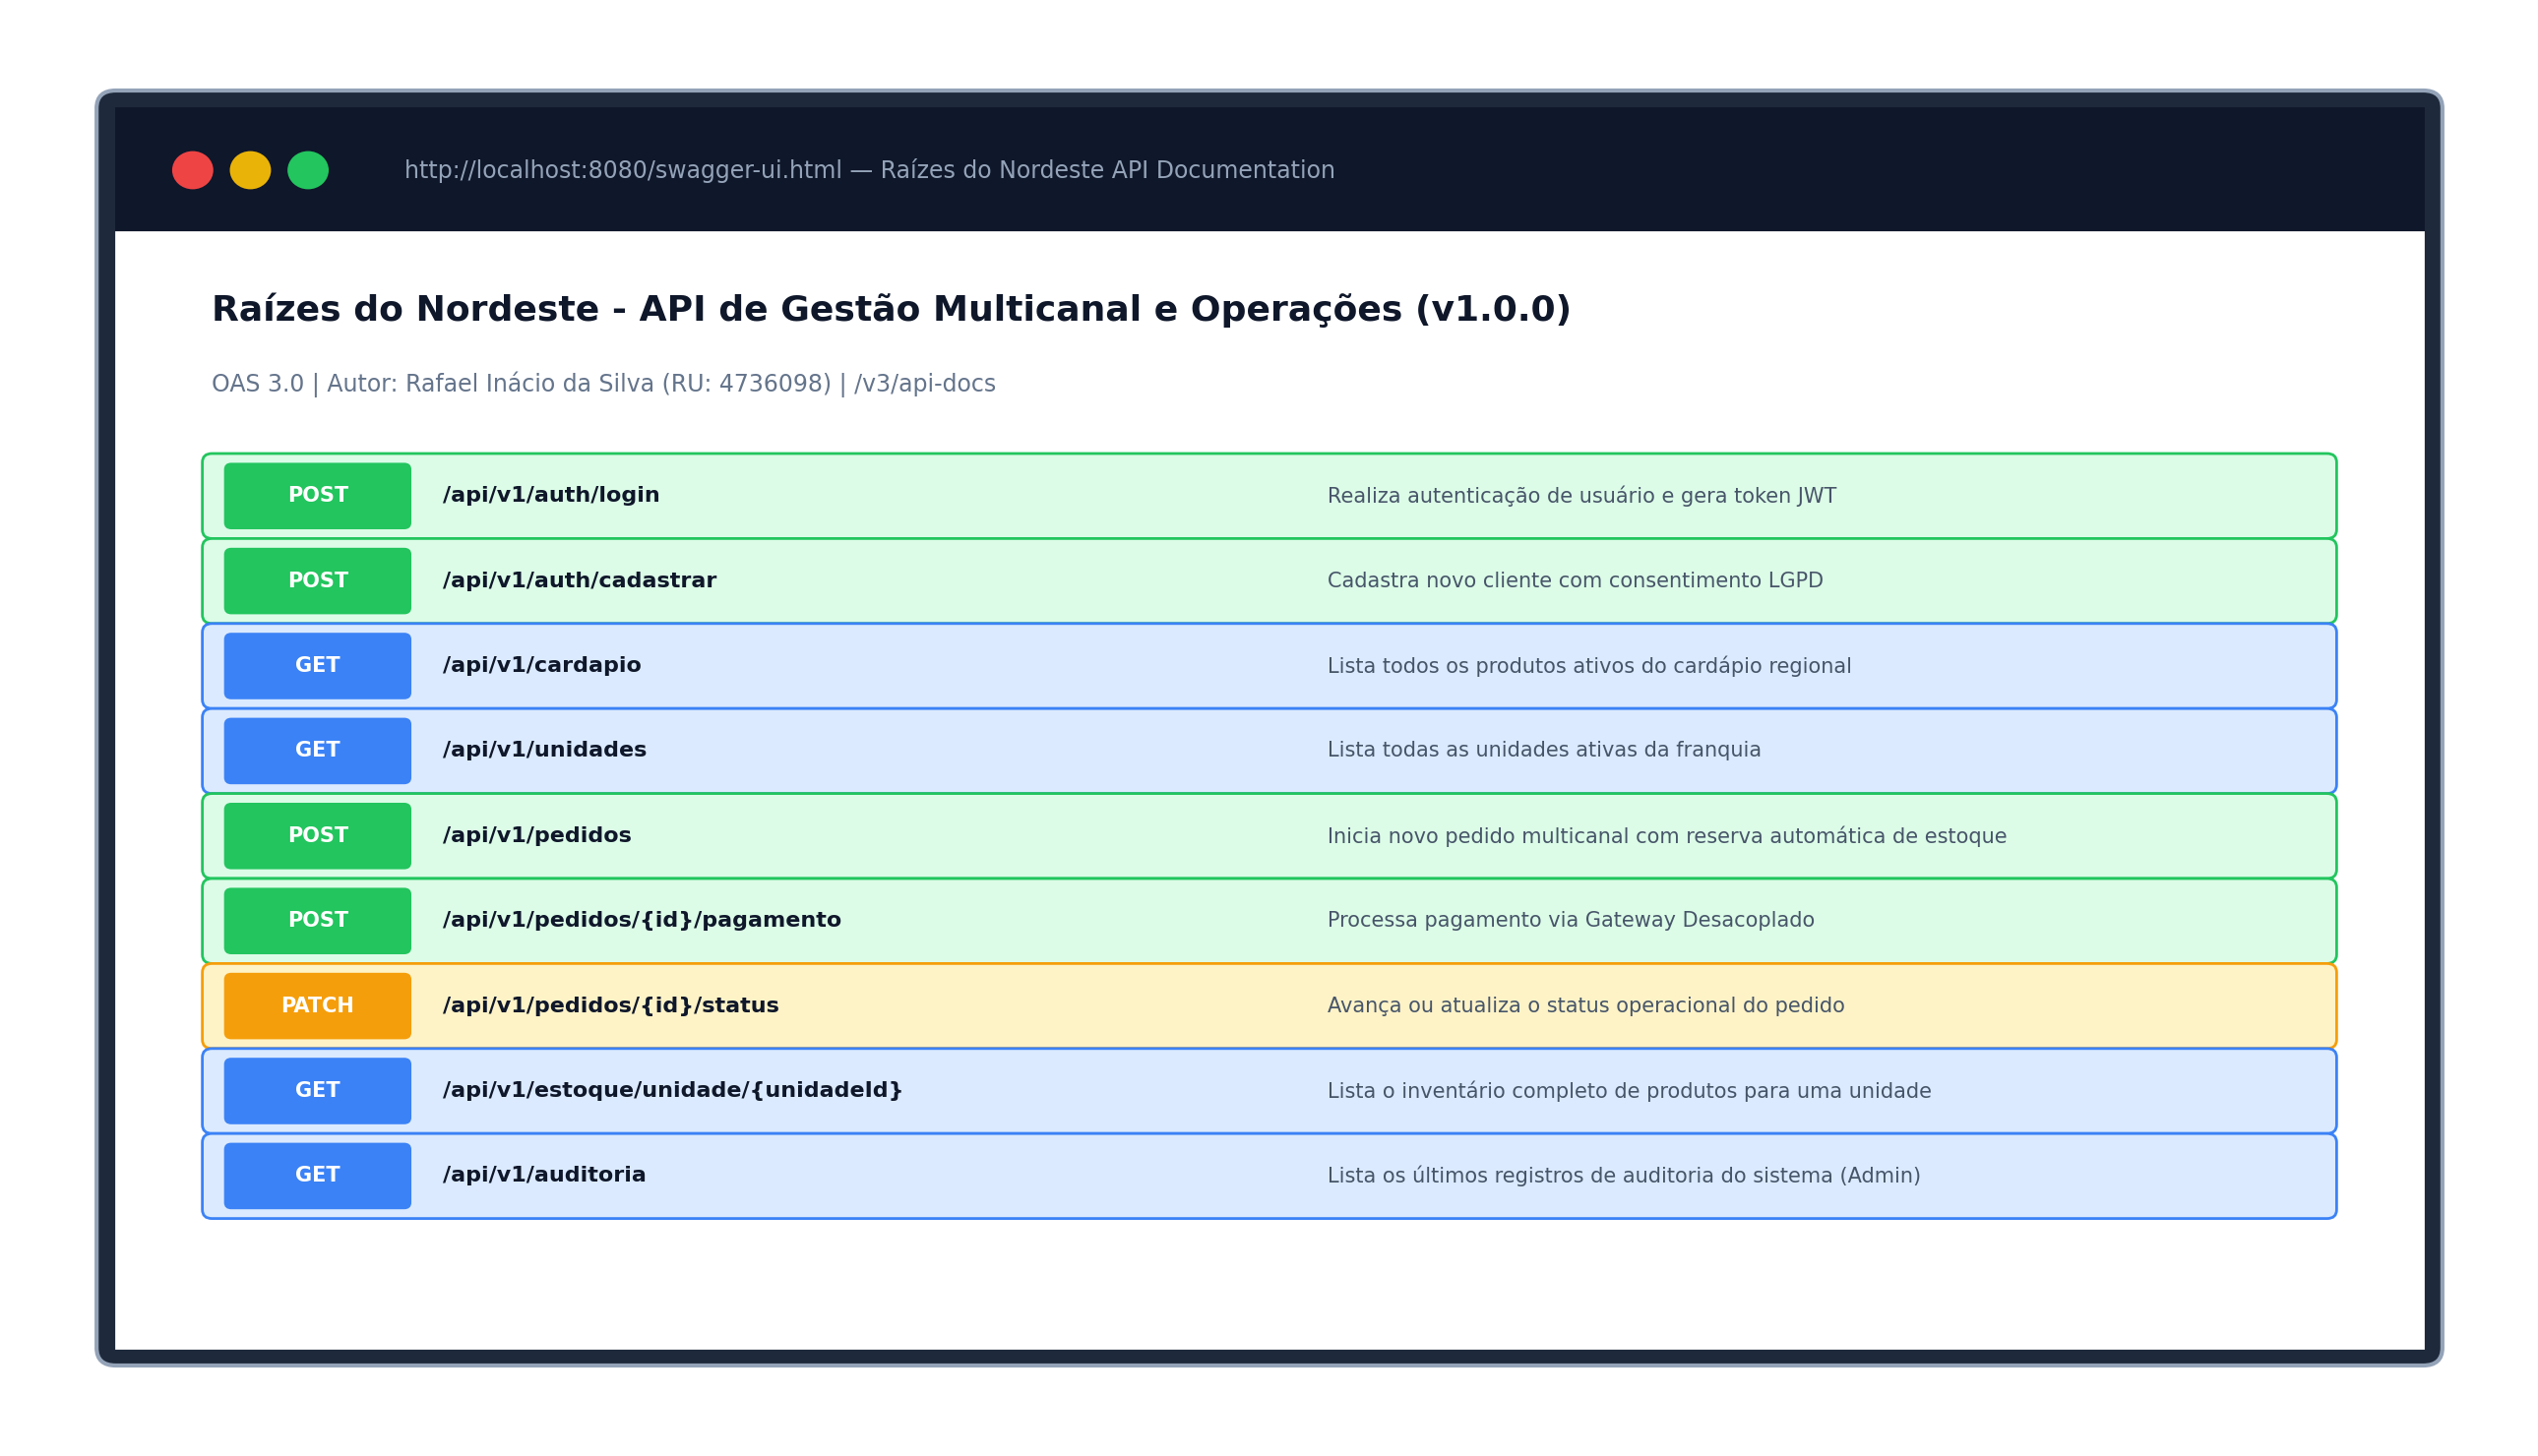 http://localhost:8080/swagger-ui.html — Raízes do Nordeste API Documentation
Raízes do Nordeste - API de Gestão Multicanal e Operações (v1.0.0)
OAS 3.0 | Autor: Rafael Inácio da Silva (RU: 4736098) | /v3/api-docs
POST /api/v1/auth/login Realiza autenticação de usuário e gera token JWT
POST /api/v1/auth/cadastrar Cadastra novo cliente com consentimento LGPD
GET /api/v1/cardapio Lista todos os produtos ativos do cardápio regional
GET /api/v1/unidades Lista todas as unidades ativas da franquia
POST /api/v1/pedidos Inicia novo pedido multicanal com reserva automática de estoque
POST /api/v1/pedidos/{id}/pagamento Processa pagamento via Gateway Desacoplado
PATCH /api/v1/pedidos/{id}/status Avança ou atualiza o status operacional do pedido
GET /api/v1/estoque/unidade/{unidadeId} Lista o inventário completo de produtos para uma unidade
GET /api/v1/auditoria Lista os últimos registros de auditoria do sistema (Admin)